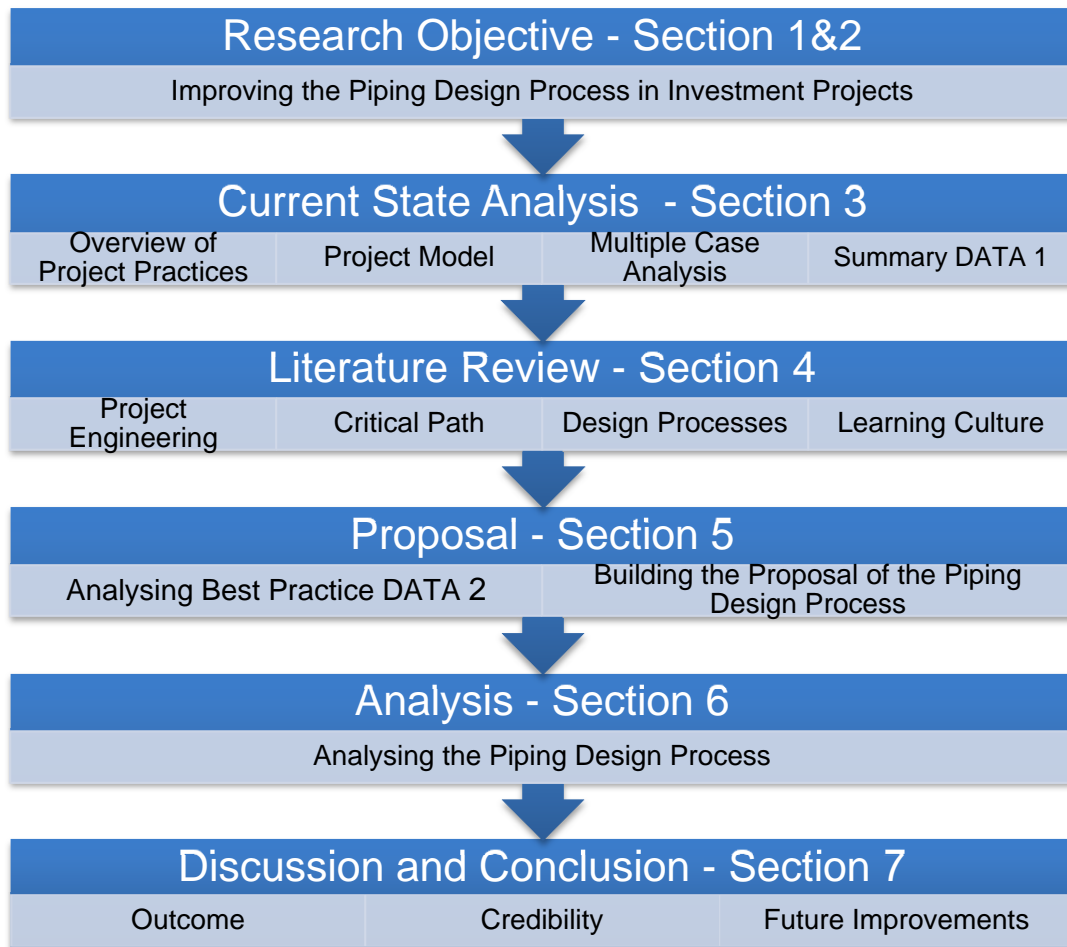 Research Objective - Section 1&2
Improving the Piping Design Process in Investment Projects
Current State Analysis - Section 3
Overview of
Project Practices
Project Model
Multiple Case
Analysis
Summary DATA 1
Literature Review - Section 4
Project
Engineering
Critical Path
Design Processes
Learning Culture
Proposal - Section 5
Analysing Best Practice DATA 2
Building the Proposal of the Piping
Design Process
Analysis - Section 6
Analysing the Piping Design Process
Discussion and Conclusion - Section 7
Outcome
Credibility
Future Improvements